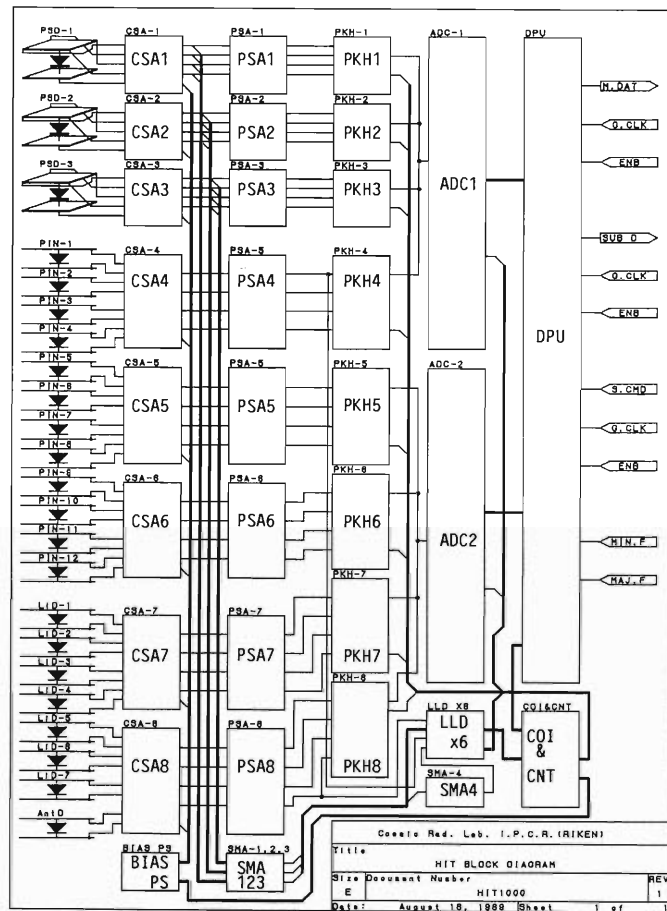 PSD-1 CSA-1 PSA-1 PKH-1 ADC-1 DPU
CSA1 PSA1 PKH1
M.DAT
PSD-2 CSA-2 PSA-2 PKH-2
CSA2 PSA2 PKH2
G.CLK
ENB
PSD-3 CSA-3 PSA-3 PKH-3
CSA3 PSA3 PKH3 ADC1
SUB D
PIN-1 CSA-4 PSA-5 PKH-4
PIN-2
CSA4 PSA4 PKH4
G.CLK
PIN-3
ENB
PIN-4
DPU
PIN-5 CSA-5 PSA-5 PKH-5 ADC-2
PIN-6
S.CMD
CSA5 PSA5 PKH5
PIN-7
G.CLK
PIN-8
ENB
PIN-9 CSA-6 PSA-6 PKH-6
PIN-10
CSA6 PSA6 PKH6 ADC2
PIN-11
MIN.F
PIN-12
PKH-7
MAJ.F
LID-1 CSA-7 PSA-7
LID-2
CSA7 PSA7 PKH7
LID-3
PKH-8
LID-4
LID-5 CSA-8 PSA-8 LLD X6 COI&CNT
LID-6
LLD
x6
COI
&
CNT
CSA8 PSA8 PKH8
LID-7
SMA-4
SMA4
AntD
BIAS PS SMA-1,2,3
BIAS
PS
SMA
123
Cosmic Rad. Lab. I.P.C.R.(RIKEN)
Title
HIT BLOCK DIAGRAM
Size Document Number REV
E HIT1000 1
Date: August 18, 1988 Sheet 1 of 1